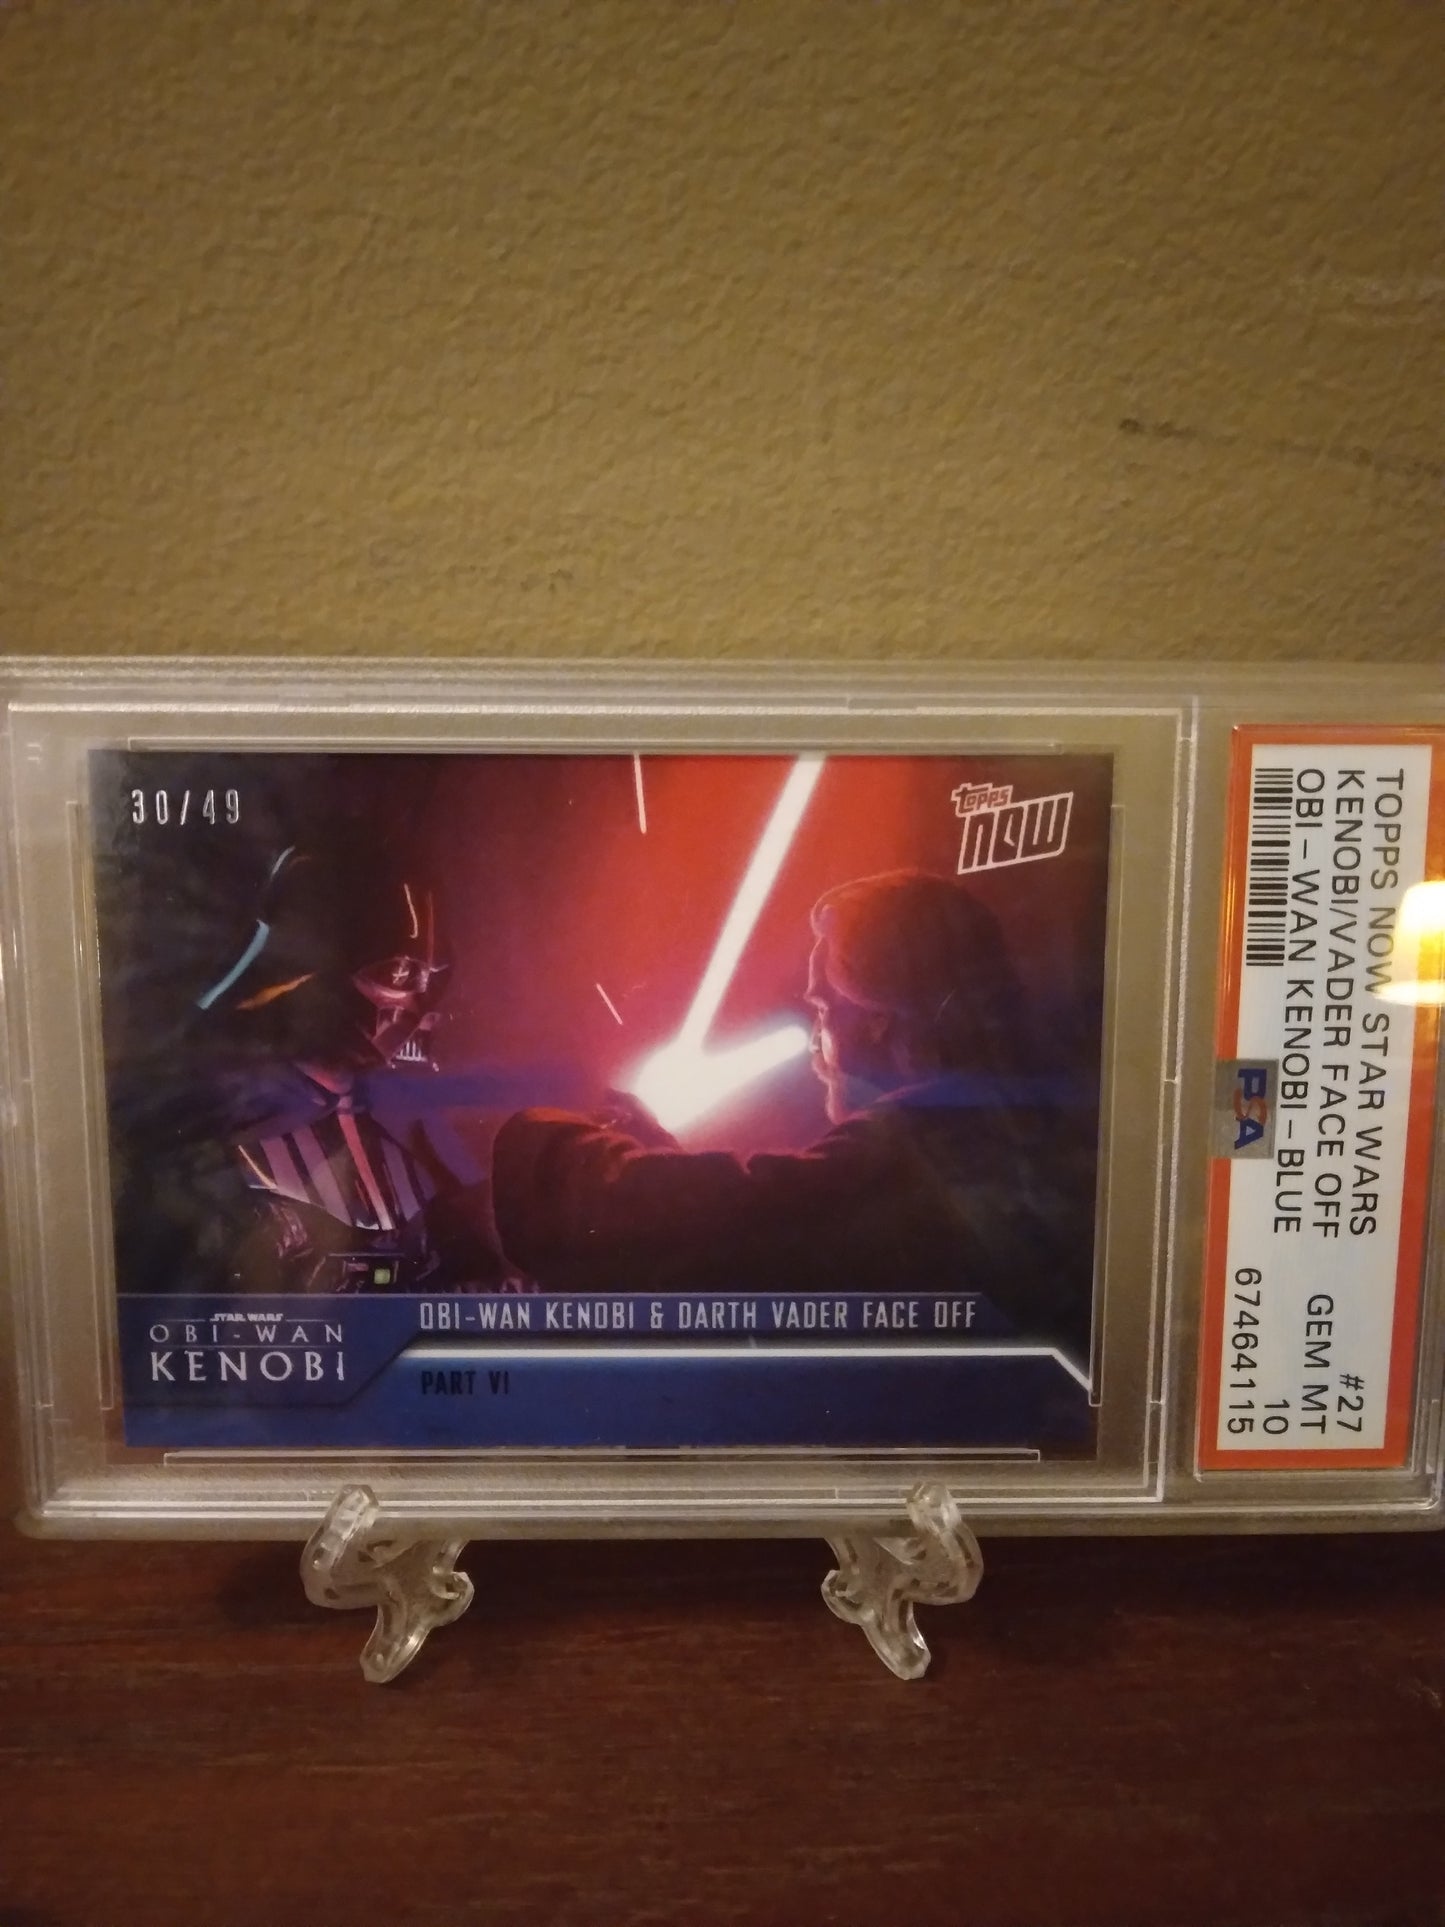 30/49
topps
now
STAR WARS
OBI-WAN
KENOBI
OBI-WAN KENOBI & DARTH VADER FACE OFF
PART VI
TOPPS NOW STAR WARS
KENOBI/VADER FACE OFF #27
OBI-WAN KENOBI-BLUE GEM MT
10
PSA
67464115